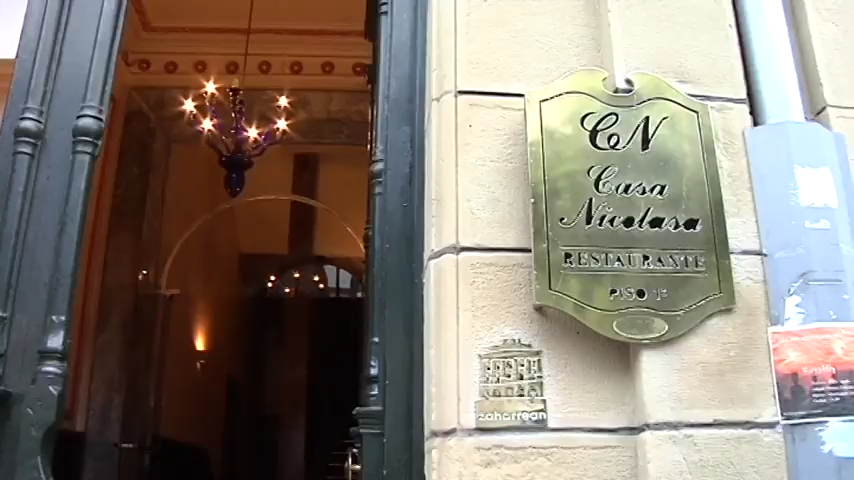 CN
Casa
Nicolasa
RESTAURANTE
PISO 1º
zaharrean